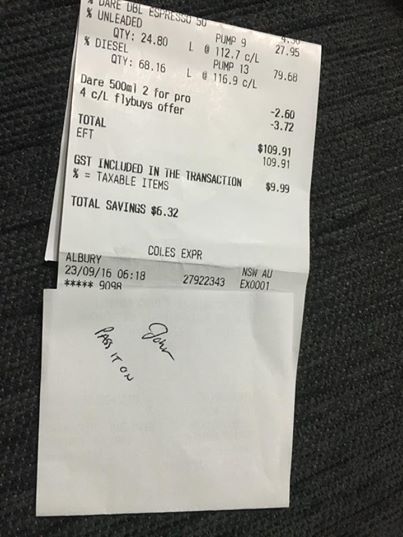 % DARE DBL ESPRESSO 50 4.30
% UNLEADED PUMP 9 27.95
QTY: 24.80 L @ 112.7 c/L
% DIESEL PUMP 13 79.68
QTY: 68.16 L @ 116.9 c/L
Dare 500ml 2 for pro -2.60
4 c/L flybuys offer -3.72
TOTAL $109.91
EFT 109.91
GST INCLUDED IN THE TRANSACTION $9.99
% = TAXABLE ITEMS
TOTAL SAVINGS $6.32
COLES EXPR
ALBURY NSW AU
23/09/16 06:18 27922343 EX0001
***** 9098
John
PASS IT ON